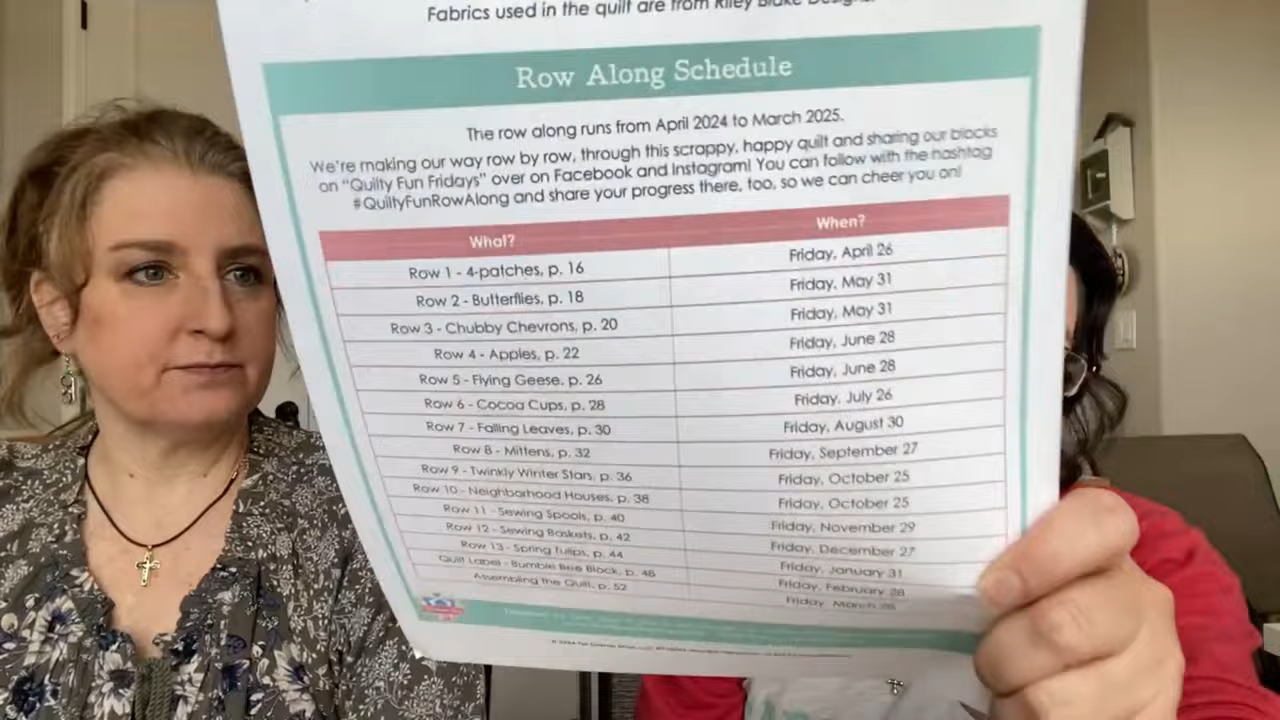 Fabrics used in the quilt are from Riley Blake Designs.
Row Along Schedule
The row along runs from April 2024 to March 2025.
We're making our way row by row, through this scrappy, happy quilt and sharing our blocks
on "Quilty Fun Fridays" over on Facebook and Instagram! You can follow with the hashtag
#QuiltyFunRowAlong and share your progress there, too, so we can cheer you on!
What? When?
Row 1 - 4-patches, p. 16 Friday, April 26
Row 2 - Butterflies, p. 18 Friday, May 31
Row 3 - Chubby Chevrons, p. 20 Friday, May 31
Row 4 - Apples, p. 22 Friday, June 28
Row 5 - Flying Geese, p. 26 Friday, June 28
Row 6 - Cocoa Cups, p. 28 Friday, July 26
Row 7 - Falling Leaves, p. 30 Friday, August 30
Row 8 - Mittens, p. 32 Friday, September 27
Row 9 - Twinkly Winter Stars, p. 36 Friday, October 25
Row 10 - Neighborhood Houses, p. 38 Friday, October 25
Row 11 - Sewing Spools, p. 40 Friday, November 29
Row 12 - Sewing Baskets, p. 42 Friday, December 27
Row 13 - Spring Tulips, p. 44 Friday, January 31
Quilt Label - Bumble Bee Block, p. 48 Friday, February 28
Assembling the Quilt, p. 52 Friday, March 28